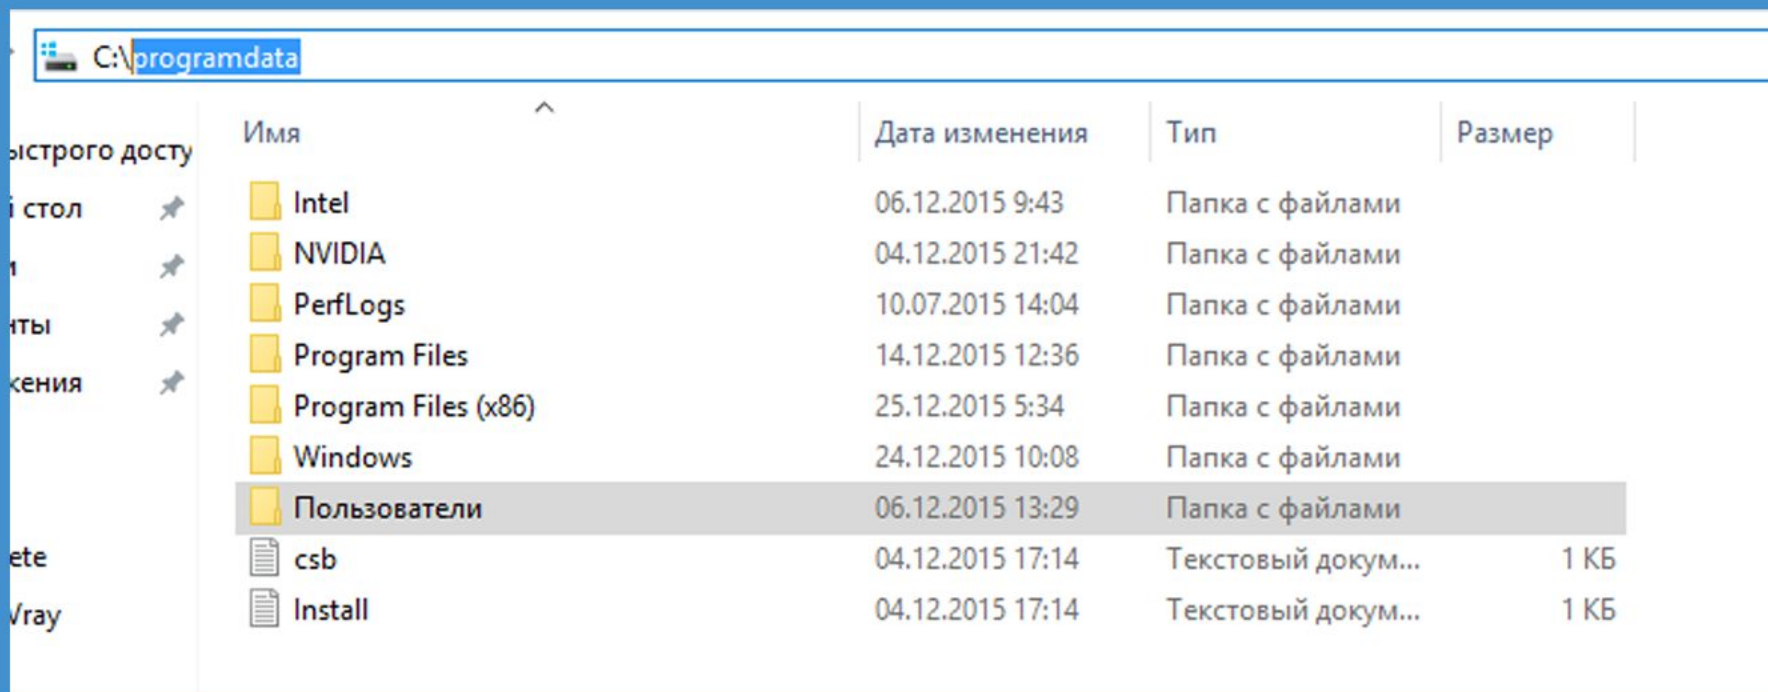 C:\programdata
Имя Дата изменения Тип Размер
ыстрого досту
Intel 06.12.2015 9:43 Папка с файлами
й стол
NVIDIA 04.12.2015 21:42 Папка с файлами
и
PerfLogs 10.07.2015 14:04 Папка с файлами
нты
Program Files 14.12.2015 12:36 Папка с файлами
жения
Program Files (x86) 25.12.2015 5:34 Папка с файлами
Windows 24.12.2015 10:08 Папка с файлами
Пользователи 06.12.2015 13:29 Папка с файлами
ete
csb 04.12.2015 17:14 Текстовый докум... 1 КБ
Vray
Install 04.12.2015 17:14 Текстовый докум... 1 КБ